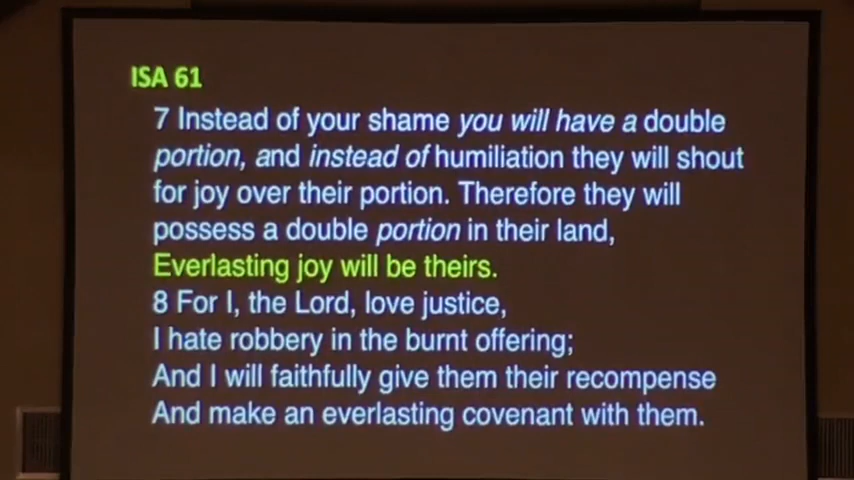 ISA 61
7 Instead of your shame you will have a double
portion, and instead of humiliation they will shout
for joy over their portion. Therefore they will
possess a double portion in their land,
Everlasting joy will be theirs.
8 For I, the Lord, love justice,
I hate robbery in the burnt offering;
And I will faithfully give them their recompense
And make an everlasting covenant with them.